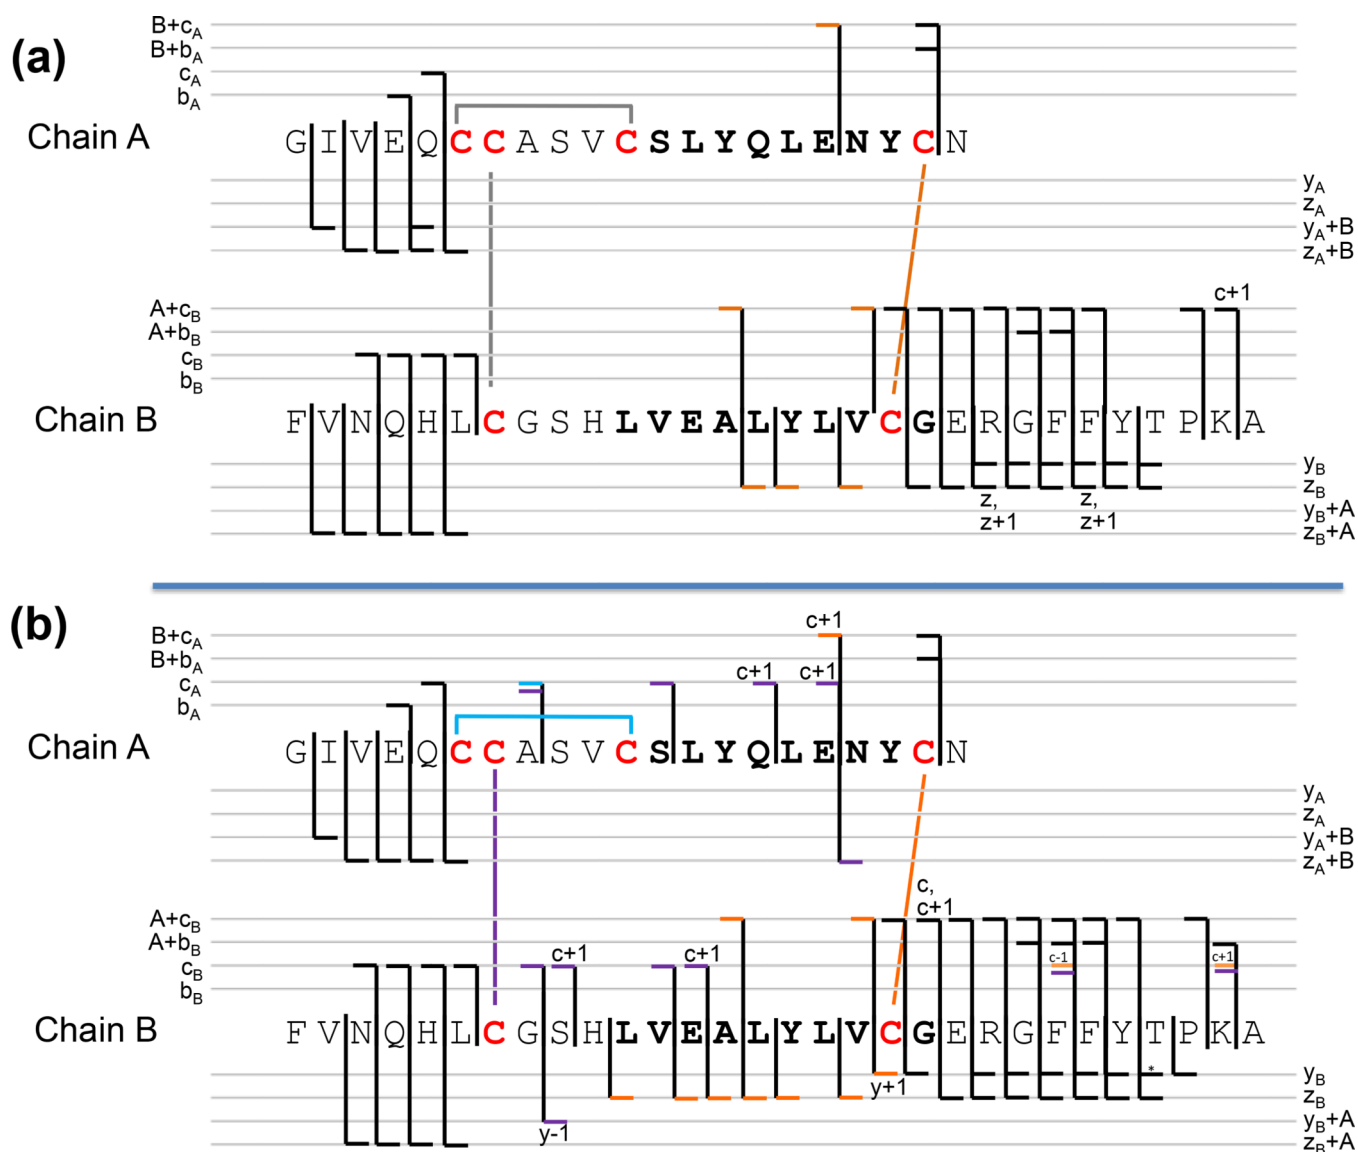 (a)
B+cA
B+bA
cA
bA
Chain A
G I V E Q C C A S V C S L Y Q L E N Y C N
yA
zA
yA+B
zA+B
A+cB
A+bB
cB
bB
c+1
Chain B
F V N Q H L C G S H L V E A L Y L V C G E R G F F Y T P K A
yB
zB
yB+A
zB+A
z,
z+1
z,
z+1
(b)
c+1
B+cA
B+bA
cA
bA
c+1
c+1
Chain A
G I V E Q C C A S V C S L Y Q L E N Y C N
yA
zA
yA+B
zA+B
c,
c+1
A+cB
A+bB
cB
bB
c+1
c+1
c-1
c+1
Chain B
F V N Q H L C G S H L V E A L Y L V C G E R G F F Y T P K A
*
yB
zB
yB+A
zB+A
y+1
y-1